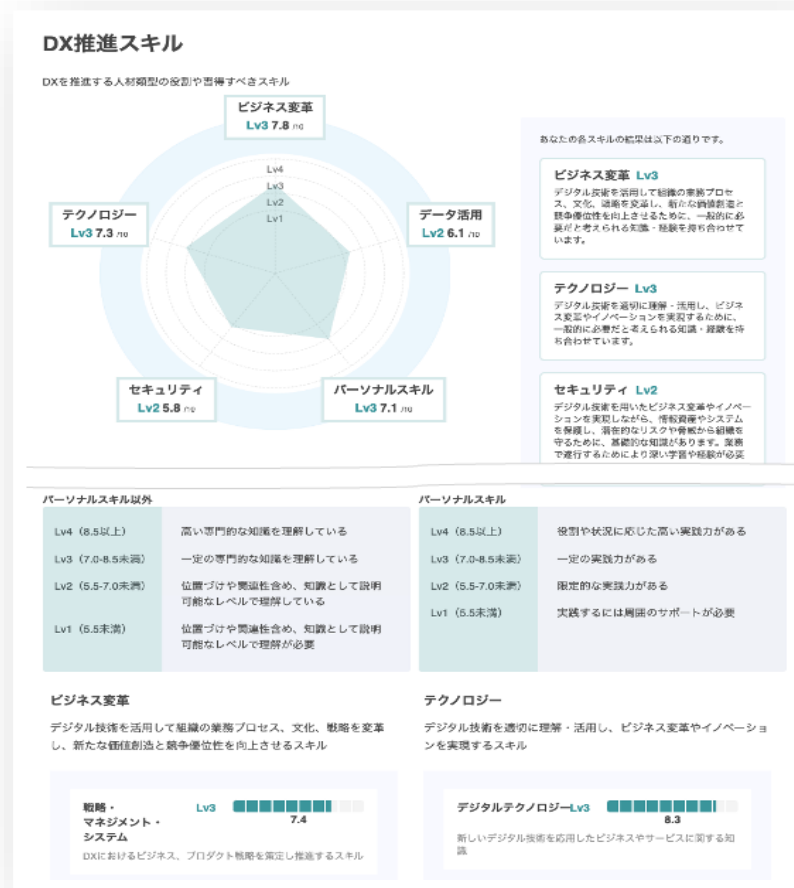 DX推進スキル
DXを推進する人材類型の役割や習得すべきスキル
ビジネス変革
Lv3 7.8 /10
Lv4
Lv3
Lv2
Lv1
テクノロジー
Lv3 7.3 /10
データ活用
Lv2 6.1 /10
セキュリティ
Lv2 5.8 /10
パーソナルスキル
Lv3 7.1 /10
あなたの各スキルの結果は以下の通りです。
ビジネス変革 Lv3
デジタル技術を活用して組織の業務プロセ
ス、文化、戦略を変革し、新たな価値創造と
競争優位性を向上させるために、一般的に必
要だと考えられる知識・経験を持ち合わせて
います。
テクノロジー Lv3
デジタル技術を適切に理解・活用し、ビジネ
ス変革やイノベーションを実現するために、
一般的に必要だと考えられる知識・経験を持
ち合わせています。
セキュリティ Lv2
デジタル技術を用いたビジネス変革やイノベー
ションを実現しながら、情報資産やシステム
を保護し、潜在的なリスクや脅威から組織を
守るために、基礎的な知識があります。業務
で遂行するためにより深い学習や経験が必要
パーソナルスキル以外
Lv4（8.5以上） 高い専門的な知識を理解している
Lv3（7.0-8.5未満） 一定の専門的な知識を理解している
Lv2（5.5-7.0未満） 位置づけや関連性含め、知識として説明
可能なレベルで理解している
Lv1（5.5未満） 位置づけや関連性含め、知識として説明
可能なレベルで理解が必要
パーソナルスキル
Lv4（8.5以上） 役割や状況に応じた高い実践力がある
Lv3（7.0-8.5未満） 一定の実践力がある
Lv2（5.5-7.0未満） 限定的な実践力がある
Lv1（5.5未満） 実践するには周囲のサポートが必要
ビジネス変革
デジタル技術を活用して組織の業務プロセス、文化、戦略を変革
し、新たな価値創造と競争優位性を向上させるスキル
戦略・
マネジメント・
システム
Lv3
7.4
DXにおけるビジネス、プロダクト戦略を策定し推進するスキル
テクノロジー
デジタル技術を適切に理解・活用し、ビジネス変革やイノベーショ
ンを実現するスキル
デジタルテクノロジー Lv3
8.3
新しいデジタル技術を応用したビジネスやサービスに関する知
識